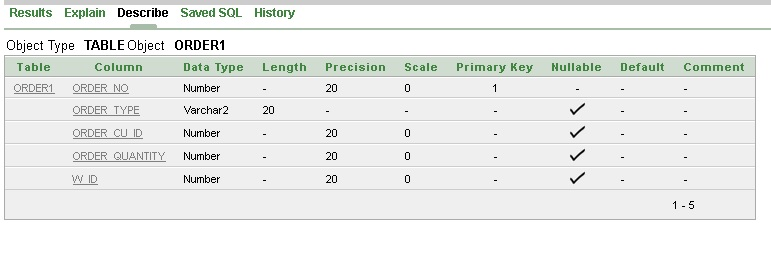 Results Explain Describe Saved SQL History
Object Type TABLE Object ORDER1
Table Column Data Type Length Precision Scale Primary Key Nullable Default Comment
ORDER1 ORDER_NO Number - 20 0 1 - - -
ORDER_TYPE Varchar2 20 - - - ✓ - -
ORDER_CU_ID Number - 20 0 - ✓ - -
ORDER_QUANTITY Number - 20 0 - ✓ - -
W_ID Number - 20 0 - ✓ - -
1 - 5